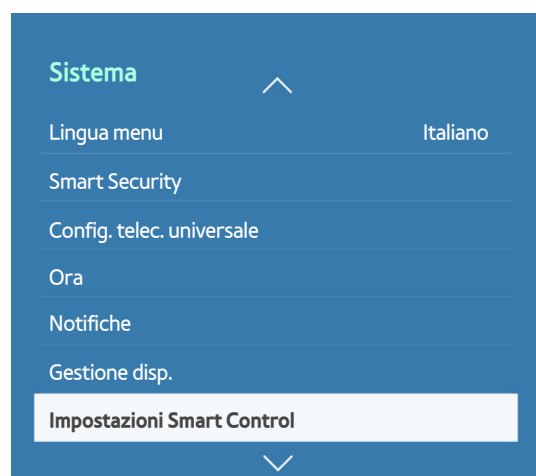 Sistema
Lingua menu Italiano
Smart Security
Config. telec. universale
Ora
Notifiche
Gestione disp.
Impostazioni Smart Control